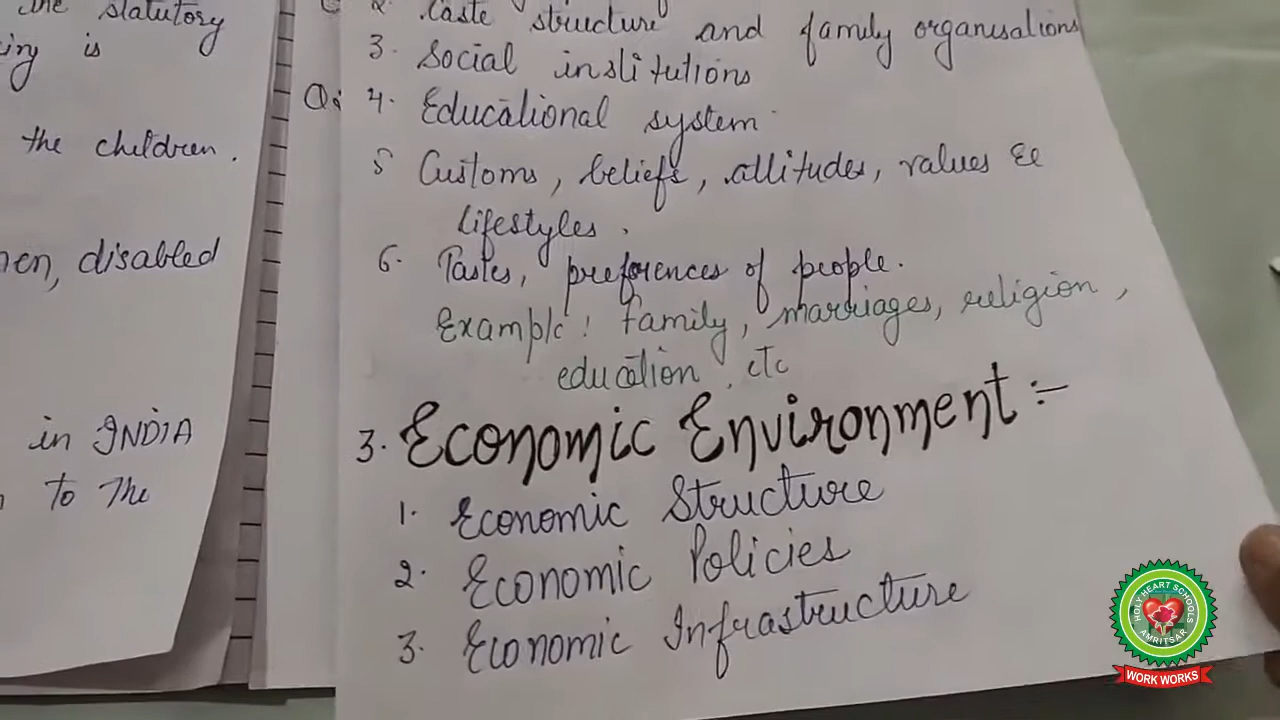 the statutory
is
the children.
disabled
in INDIA
to The
2. Caste structure and family organisations
3. Social institutions
4. Educational system
5 Customs, beliefs, attitudes, values &
lifestyles.
6. Tastes, preferences of people.
Example: family, marriages, religion,
education, etc
3. Economic Environment :-
1. Economic Structure
2. Economic Policies
3. Economic Infrastructure
HOLY HEART SCHOOLS
AMRITSAR
WORK WORKS